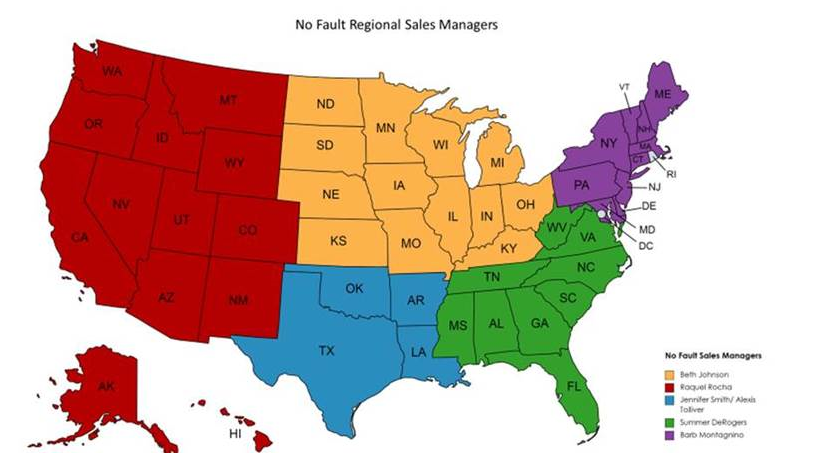 No Fault Regional Sales Managers
WA
MT
ND
MN
ME
VT
OR
ID
SD
WI
MI
NH
NY
MA
CT
RI
WY
NE
IA
PA
NJ
NV
UT
CO
IL
IN
OH
DE
MD
DC
CA
KS
MO
KY
WV
VA
AZ
NM
OK
AR
TN
NC
SC
TX
LA
MS
AL
GA
FL
AK
HI
No Fault Sales Managers
Beth Johnson
Raquel Rocha
Jennifer Smith/ Alexis
Tolliver
Summer DeRogers
Barb Montagnino